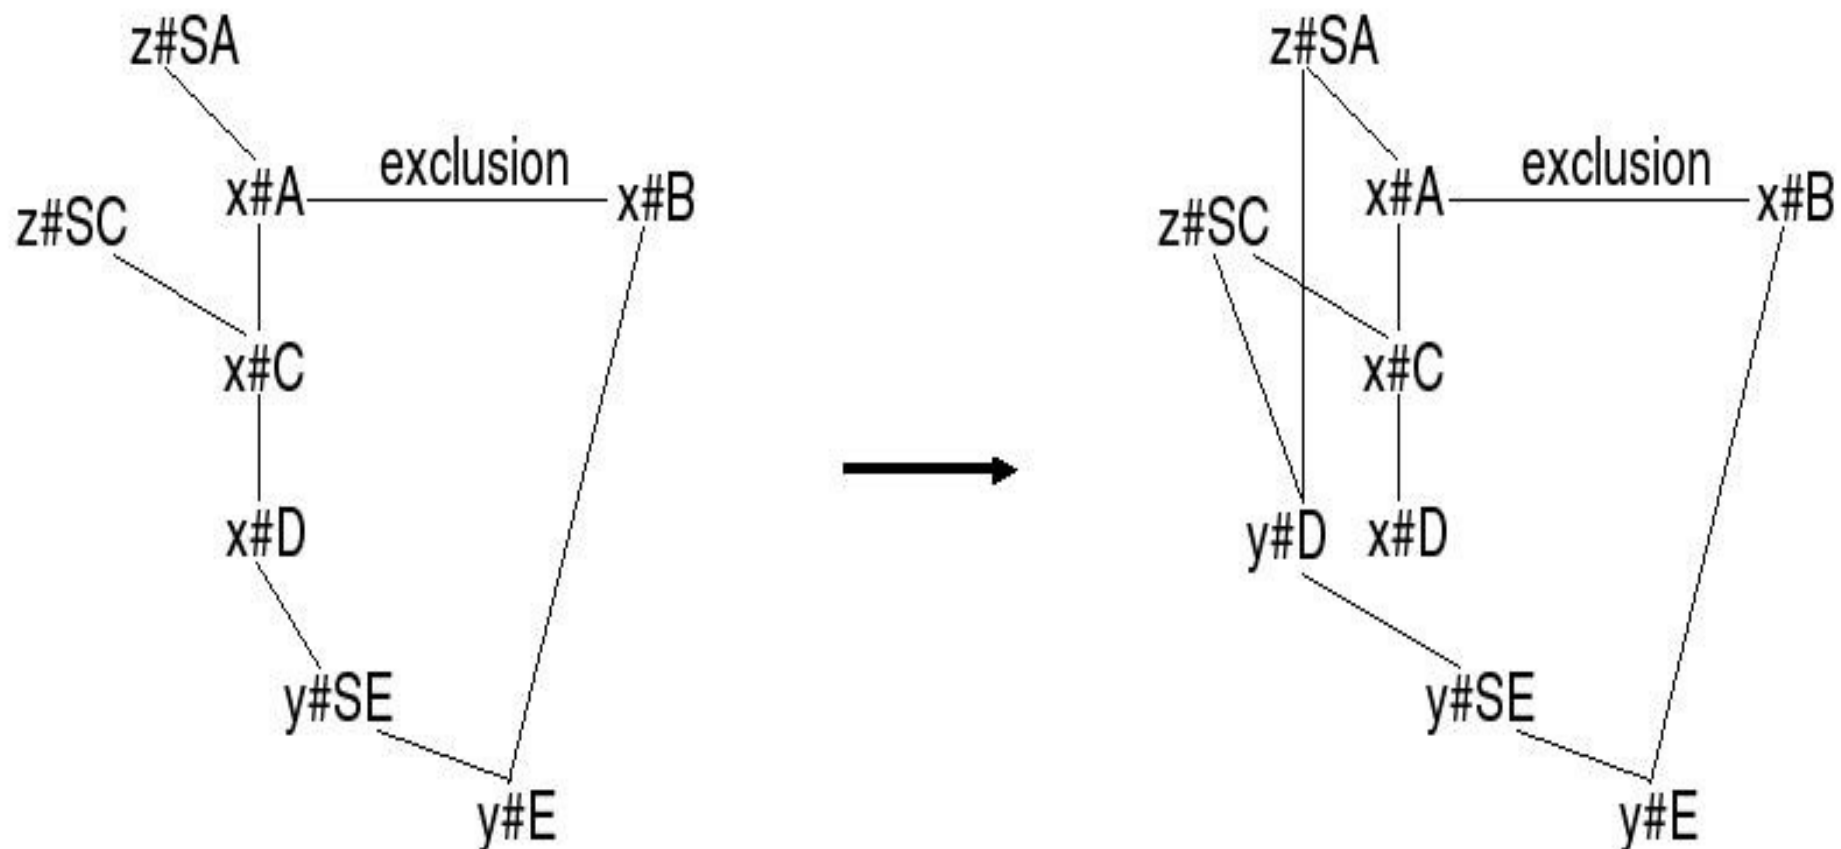 z#SA
exclusion
x#A
x#B
z#SC
x#C
x#D
y#SE
y#E
z#SA
exclusion
x#A
x#B
z#SC
x#C
y#D
x#D
y#SE
y#E